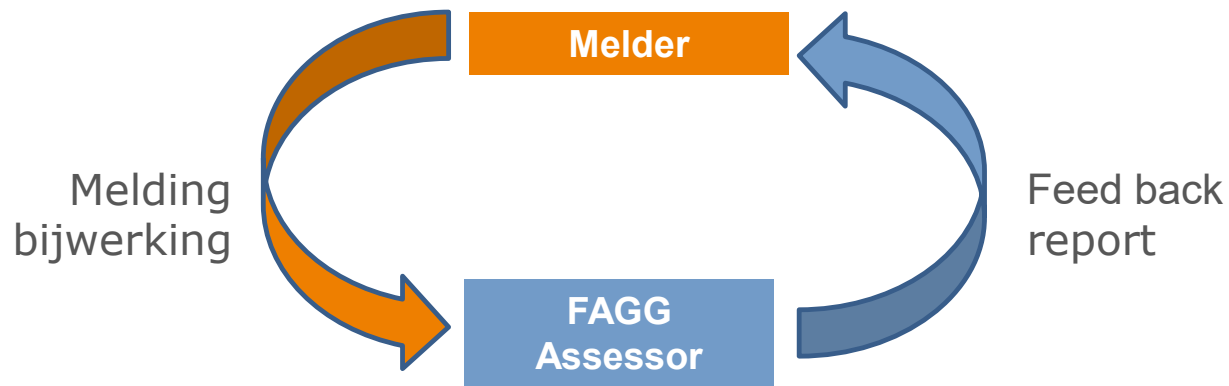 Melder
Melding
bijwerking
Feed back
report
FAGG
Assessor